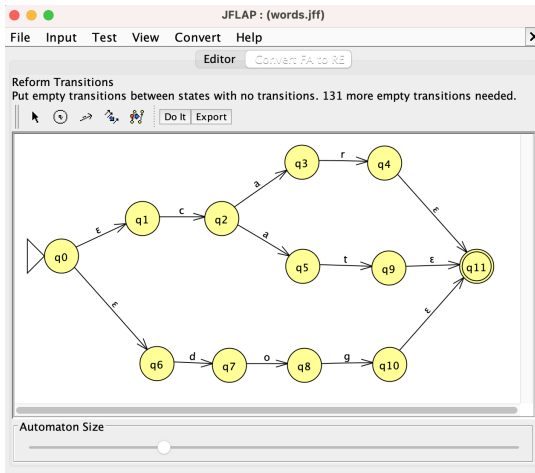 JFLAP : (words.jff)
File Input Test View Convert Help
Editor Convert FA to RE
Reform Transitions
Put empty transitions between states with no transitions. 131 more empty transitions needed.
Do It Export
q3 r q4
a ε
q1 c q2
ε a
q0 q5 t q9 ε q11
ε ε
q6 d q7 o q8 g q10
Automaton Size